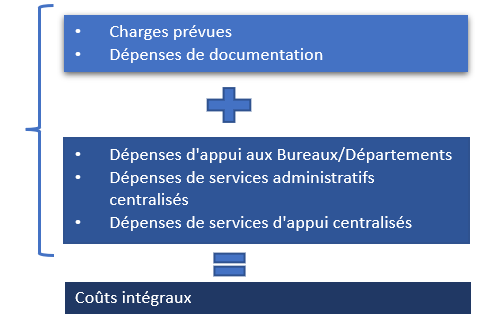 • Charges prévues
• Dépenses de documentation
• Dépenses d'appui aux Bureaux/Départements
• Dépenses de services administratifs
centralisés
• Dépenses de services d'appui centralisés
Coûts intégraux